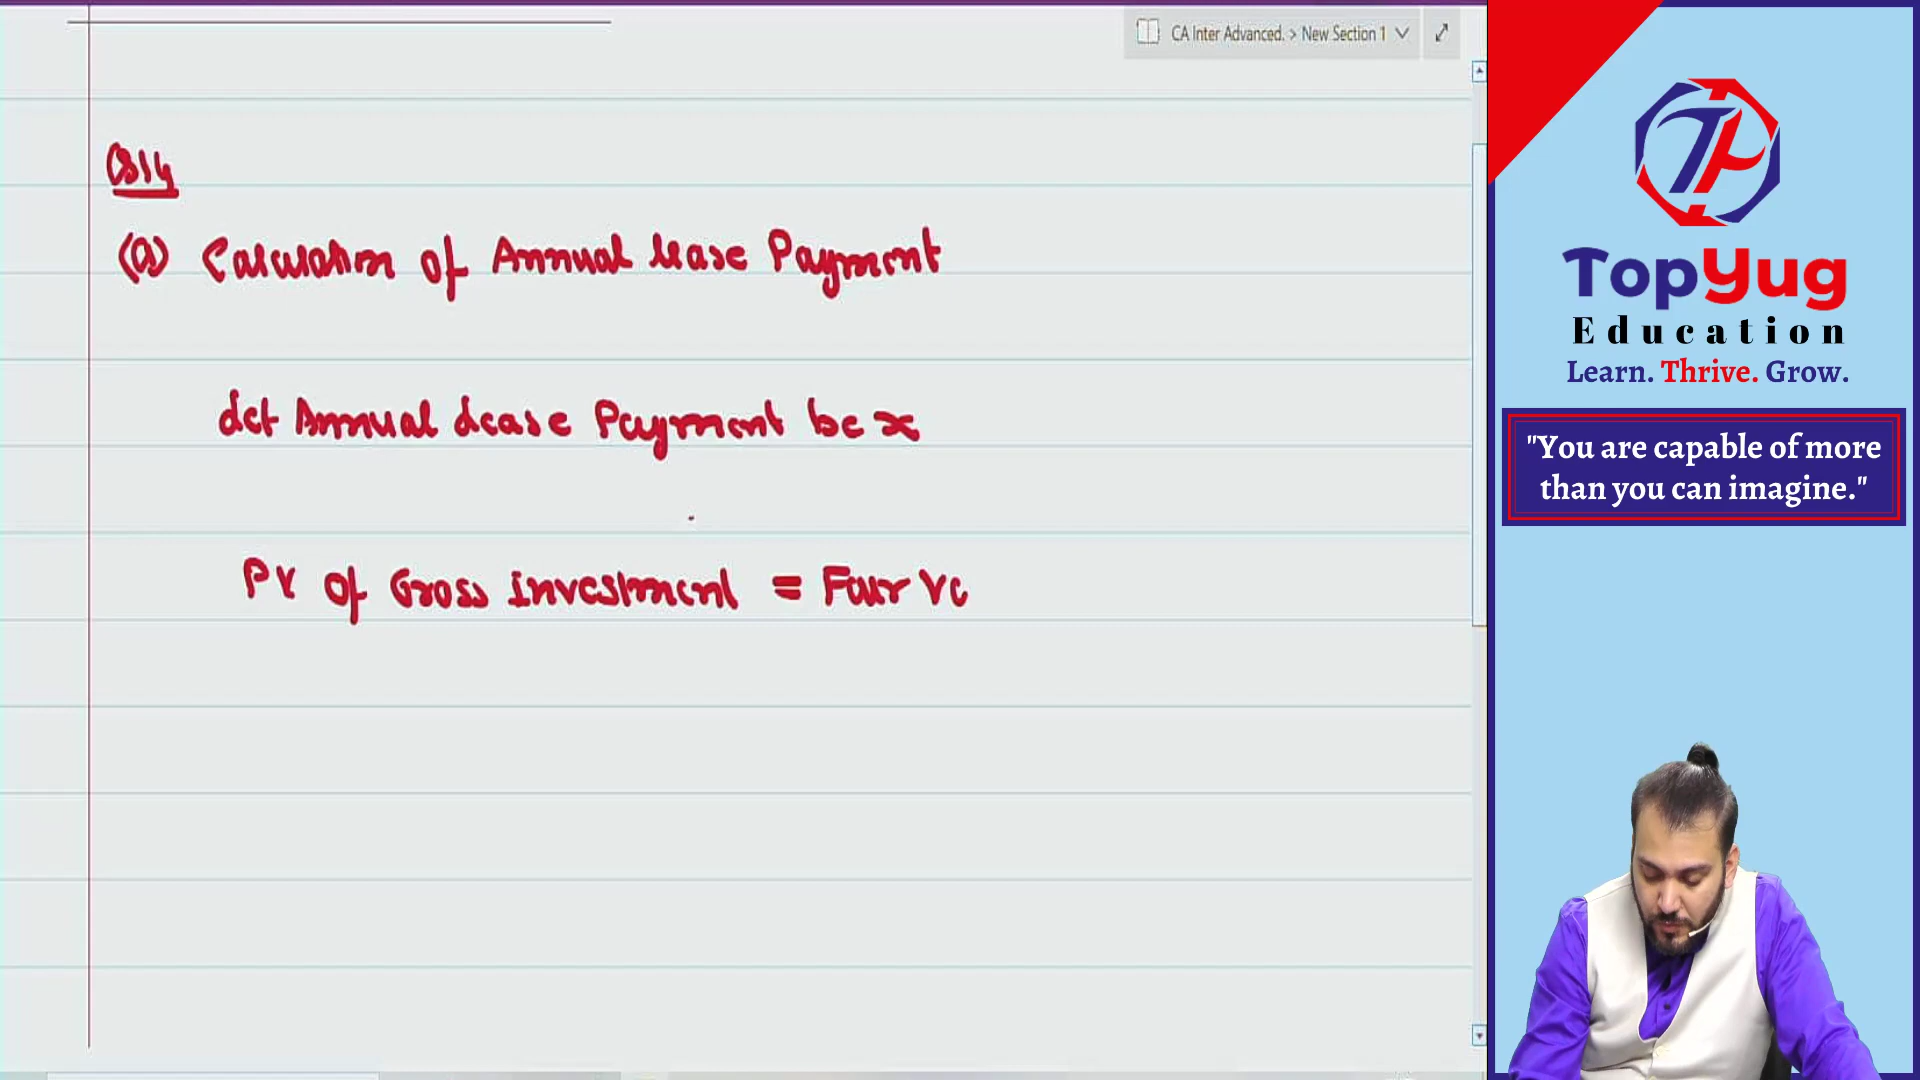 CA Inter Advanced. > New Section 1
Q14
(a) Calculation of Annual lease Payment
Let Annual Lease Payment be x
PV of Gross investment = Fair Va
TopYug
Education
Learn. Thrive. Grow.
"You are capable of more
than you can imagine."